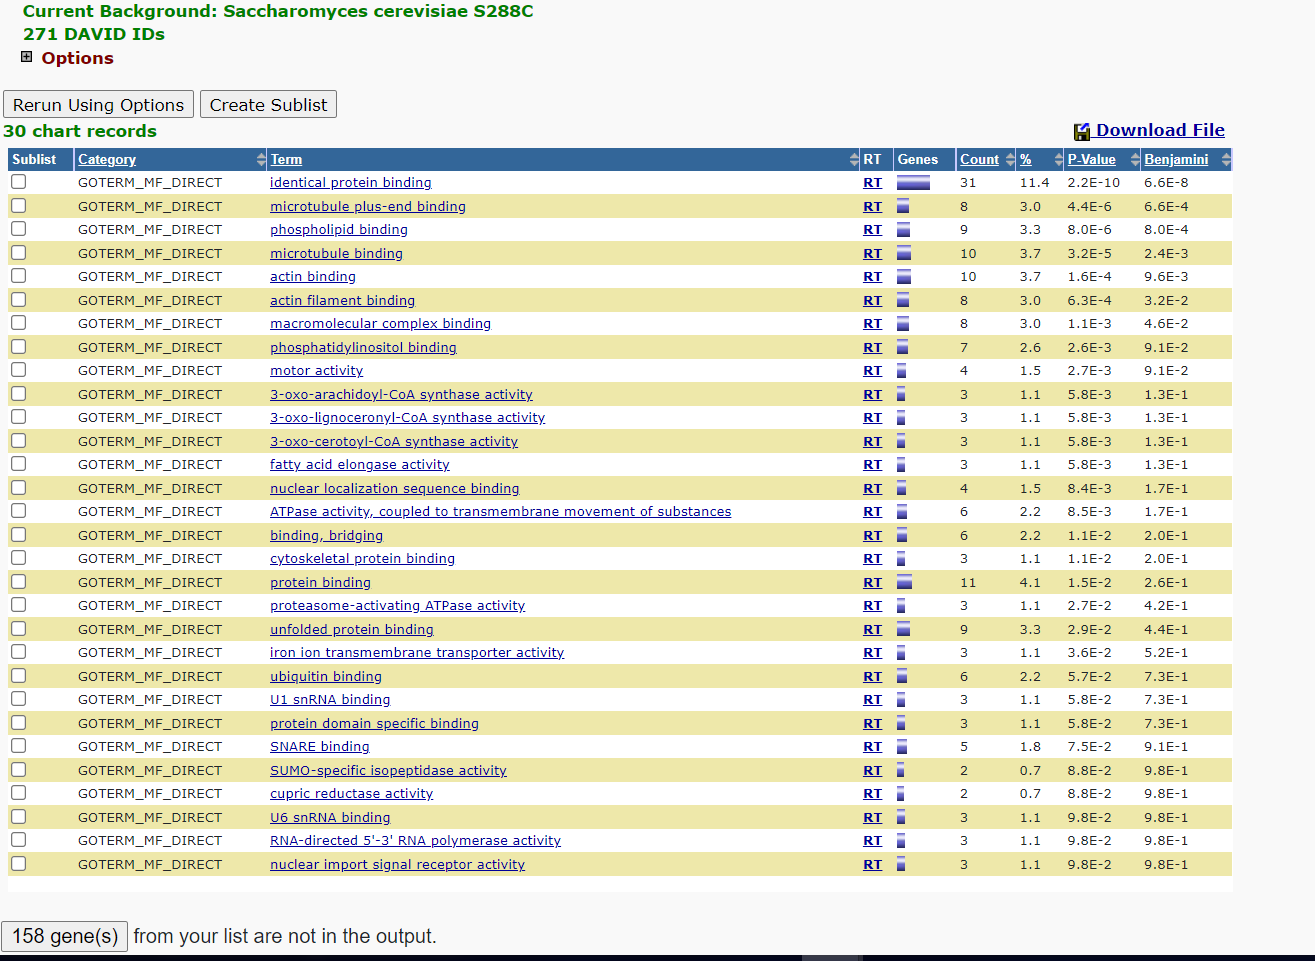 Current Background: Saccharomyces cerevisiae S288C
271 DAVID IDs
Options
Rerun Using Options Create Sublist
30 chart records Download File
Sublist Category Term RT Genes Count % P-Value Benjamini
GOTERM_MF_DIRECT identical protein binding RT 31 11.4 2.2E-10 6.6E-8
GOTERM_MF_DIRECT microtubule plus-end binding RT 8 3.0 4.4E-6 6.6E-4
GOTERM_MF_DIRECT phospholipid binding RT 9 3.3 8.0E-6 8.0E-4
GOTERM_MF_DIRECT microtubule binding RT 10 3.7 3.2E-5 2.4E-3
GOTERM_MF_DIRECT actin binding RT 10 3.7 1.6E-4 9.6E-3
GOTERM_MF_DIRECT actin filament binding RT 8 3.0 6.3E-4 3.2E-2
GOTERM_MF_DIRECT macromolecular complex binding RT 8 3.0 1.1E-3 4.6E-2
GOTERM_MF_DIRECT phosphatidylinositol binding RT 7 2.6 2.6E-3 9.1E-2
GOTERM_MF_DIRECT motor activity RT 4 1.5 2.7E-3 9.1E-2
GOTERM_MF_DIRECT 3-oxo-arachidoyl-CoA synthase activity RT 3 1.1 5.8E-3 1.3E-1
GOTERM_MF_DIRECT 3-oxo-lignoceronyl-CoA synthase activity RT 3 1.1 5.8E-3 1.3E-1
GOTERM_MF_DIRECT 3-oxo-cerotoyl-CoA synthase activity RT 3 1.1 5.8E-3 1.3E-1
GOTERM_MF_DIRECT fatty acid elongase activity RT 3 1.1 5.8E-3 1.3E-1
GOTERM_MF_DIRECT nuclear localization sequence binding RT 4 1.5 8.4E-3 1.7E-1
GOTERM_MF_DIRECT ATPase activity, coupled to transmembrane movement of substances RT 6 2.2 8.5E-3 1.7E-1
GOTERM_MF_DIRECT binding, bridging RT 6 2.2 1.1E-2 2.0E-1
GOTERM_MF_DIRECT cytoskeletal protein binding RT 3 1.1 1.1E-2 2.0E-1
GOTERM_MF_DIRECT protein binding RT 11 4.1 1.5E-2 2.6E-1
GOTERM_MF_DIRECT proteasome-activating ATPase activity RT 3 1.1 2.7E-2 4.2E-1
GOTERM_MF_DIRECT unfolded protein binding RT 9 3.3 2.9E-2 4.4E-1
GOTERM_MF_DIRECT iron ion transmembrane transporter activity RT 3 1.1 3.6E-2 5.2E-1
GOTERM_MF_DIRECT ubiquitin binding RT 6 2.2 5.7E-2 7.3E-1
GOTERM_MF_DIRECT U1 snRNA binding RT 3 1.1 5.8E-2 7.3E-1
GOTERM_MF_DIRECT protein domain specific binding RT 3 1.1 5.8E-2 7.3E-1
GOTERM_MF_DIRECT SNARE binding RT 5 1.8 7.5E-2 9.1E-1
GOTERM_MF_DIRECT SUMO-specific isopeptidase activity RT 2 0.7 8.8E-2 9.8E-1
GOTERM_MF_DIRECT cupric reductase activity RT 2 0.7 8.8E-2 9.8E-1
GOTERM_MF_DIRECT U6 snRNA binding RT 3 1.1 9.8E-2 9.8E-1
GOTERM_MF_DIRECT RNA-directed 5'-3' RNA polymerase activity RT 3 1.1 9.8E-2 9.8E-1
GOTERM_MF_DIRECT nuclear import signal receptor activity RT 3 1.1 9.8E-2 9.8E-1
158 gene(s) from your list are not in the output.